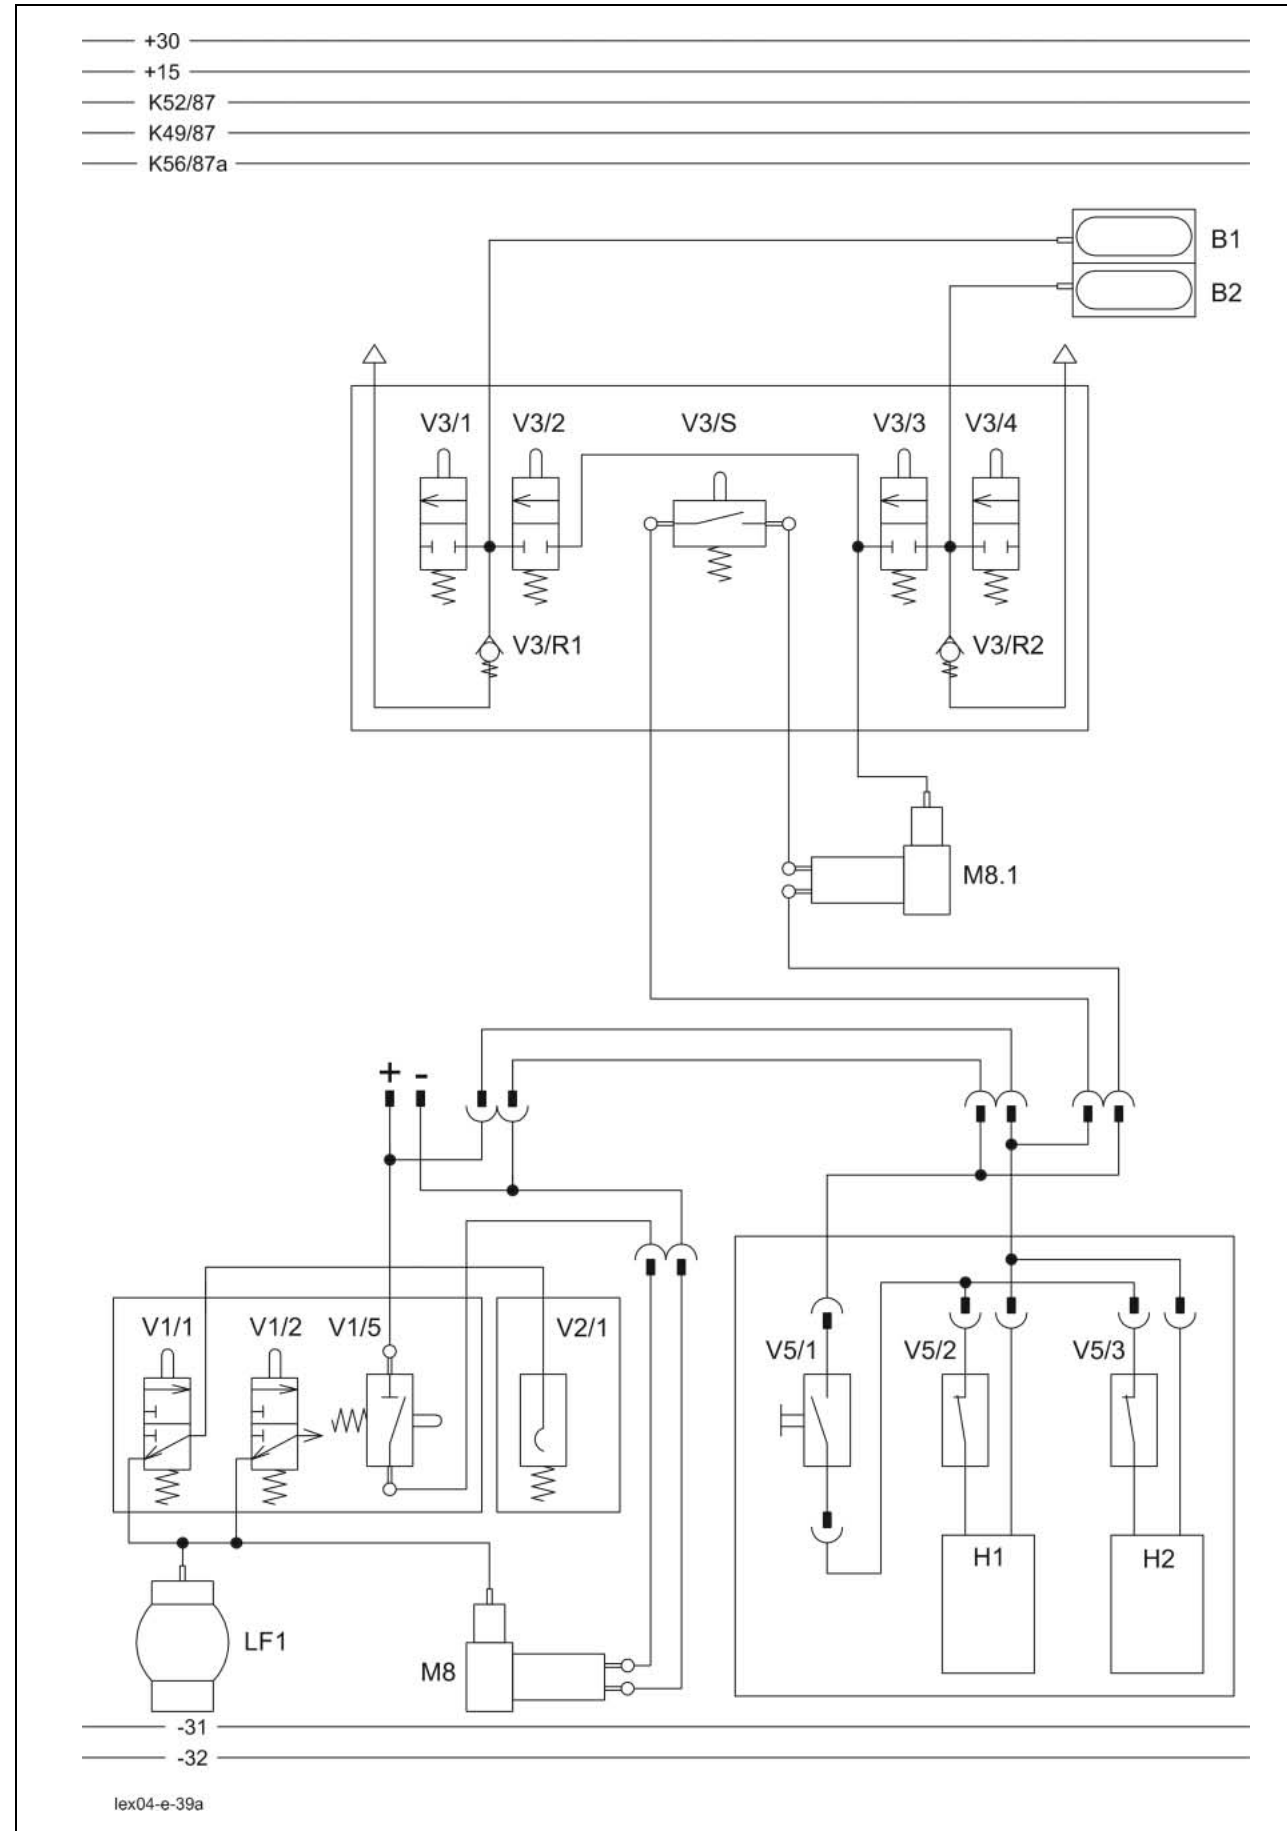 +30
+15
K52/87
K49/87
K56/87a
B1
B2
V3/1 V3/2 V3/S V3/3 V3/4
V3/R1 V3/R2
M8.1
+ -
V1/1 V1/2 V1/5 V2/1
V5/1 V5/2 V5/3
H1 H2
LF1
M8
-31
-32
lex04-e-39a